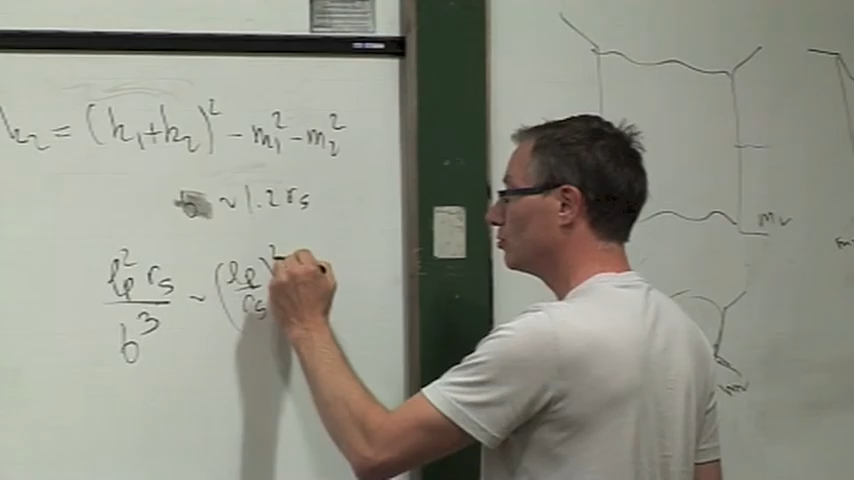 k₂ = (k₁+k₂)² - m₁² - m₂²
b ~ 1.2 rₛ
ℓₚ² rₛ / b³ ~ (ℓₚ/rₛ)²
mᵥ